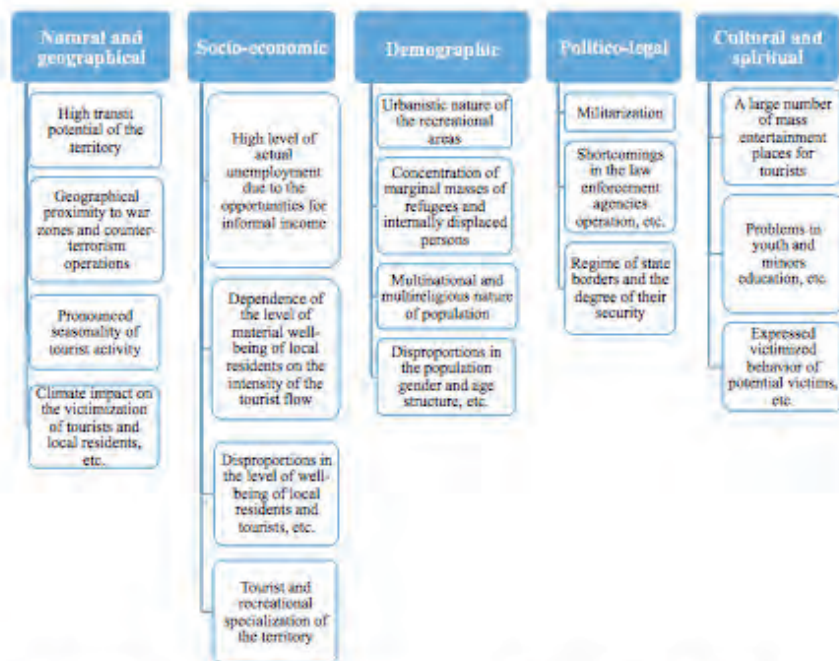 Natural and
geographical
High transit
potential of the
territory
Geographical
proximity to war
zones and counter-
terrorism
operations
Pronounced
seasonality of
tourist activity
Climate impact on
the victimization
of tourists and
local residents,
etc.
Socio-economic
High level of
actual
unemployment
due to the
opportunities for
informal income
Dependence of
the level of
material well-
being of local
residents on the
intensity of the
tourist flow
Disproportions in
the level of well-
being of local
residents and
tourists, etc.
Tourist and
recreational
specialization of
the territory
Demographic
Urbanistic nature of
the recreational
areas
Concentration of
marginal masses of
refugees and
internally displaced
persons
Multinational and
multireligious nature
of population
Disproportions in
the population
gender and age
structure, etc.
Politico-legal
Militarization
Shortcomings
in the law
enforcement
agencies
operation, etc.
Regime of state
borders and the
degree of their
security
Cultural and
spiritual
A large number
of mass
entertainment
places for
tourists
Problems in
youth and
minors
education, etc.
Expressed
victimized
behavior of
potential victims,
etc.